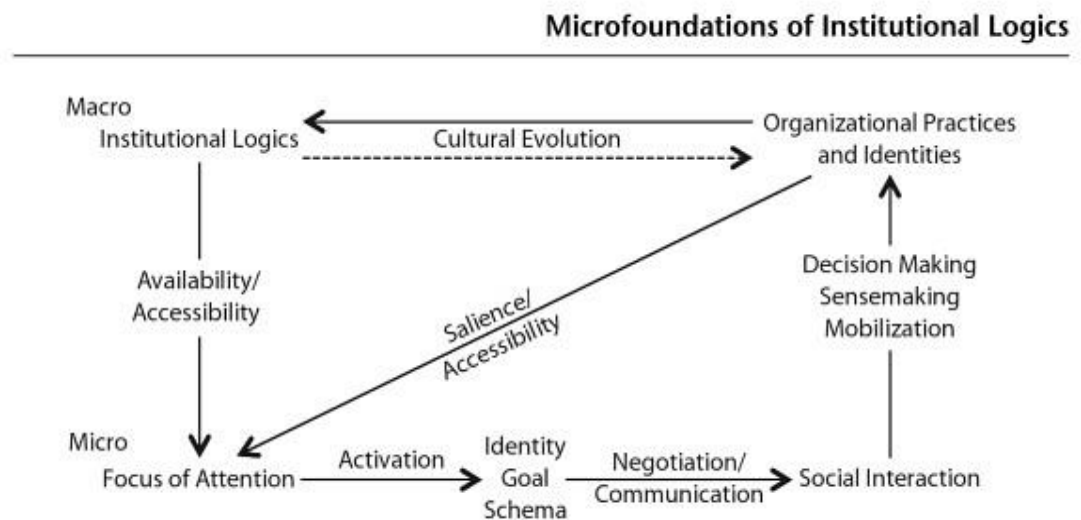 Microfoundations of Institutional Logics
Macro
Institutional Logics
Cultural Evolution
Organizational Practices
and Identities
Availability/
Accessibility
Salience/
Accessibility
Decision Making
Sensemaking
Mobilization
Micro
Focus of Attention
Activation
Identity
Goal
Schema
Negotiation/
Communication
Social Interaction